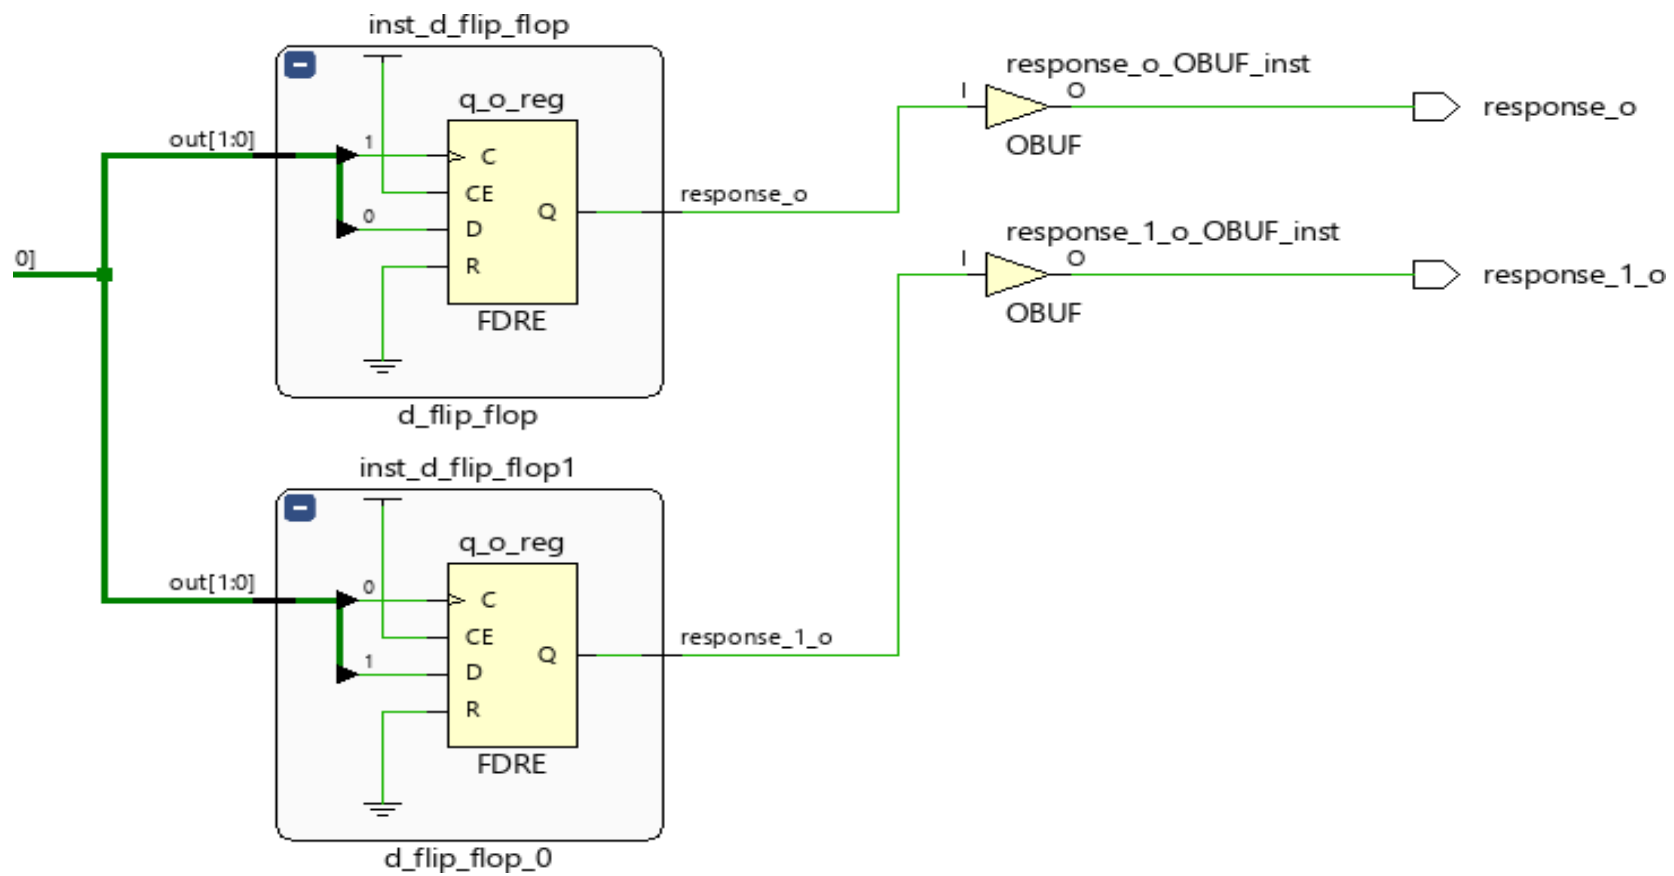 inst_d_flip_flop
q_o_reg
out[1:0]
1
C
CE
0
D
R
Q
FDRE
d_flip_flop
response_o
response_o_OBUF_inst
I
O
OBUF
response_o
0]
response_1_o_OBUF_inst
I
O
OBUF
response_1_o
inst_d_flip_flop1
q_o_reg
out[1:0]
0
C
CE
1
D
R
Q
FDRE
d_flip_flop_0
response_1_o